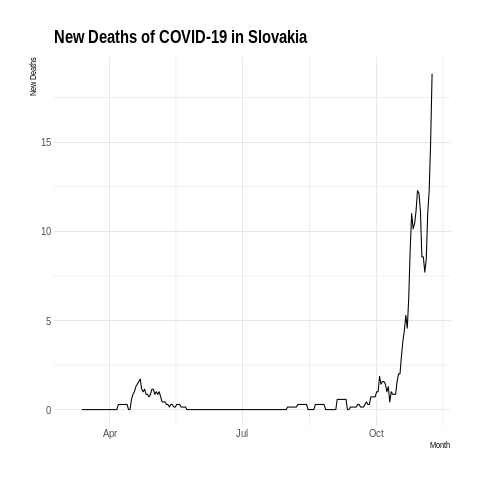 New Deaths of COVID-19 in Slovakia
New Deaths
15
10
5
0
Apr
Jul
Oct
Month